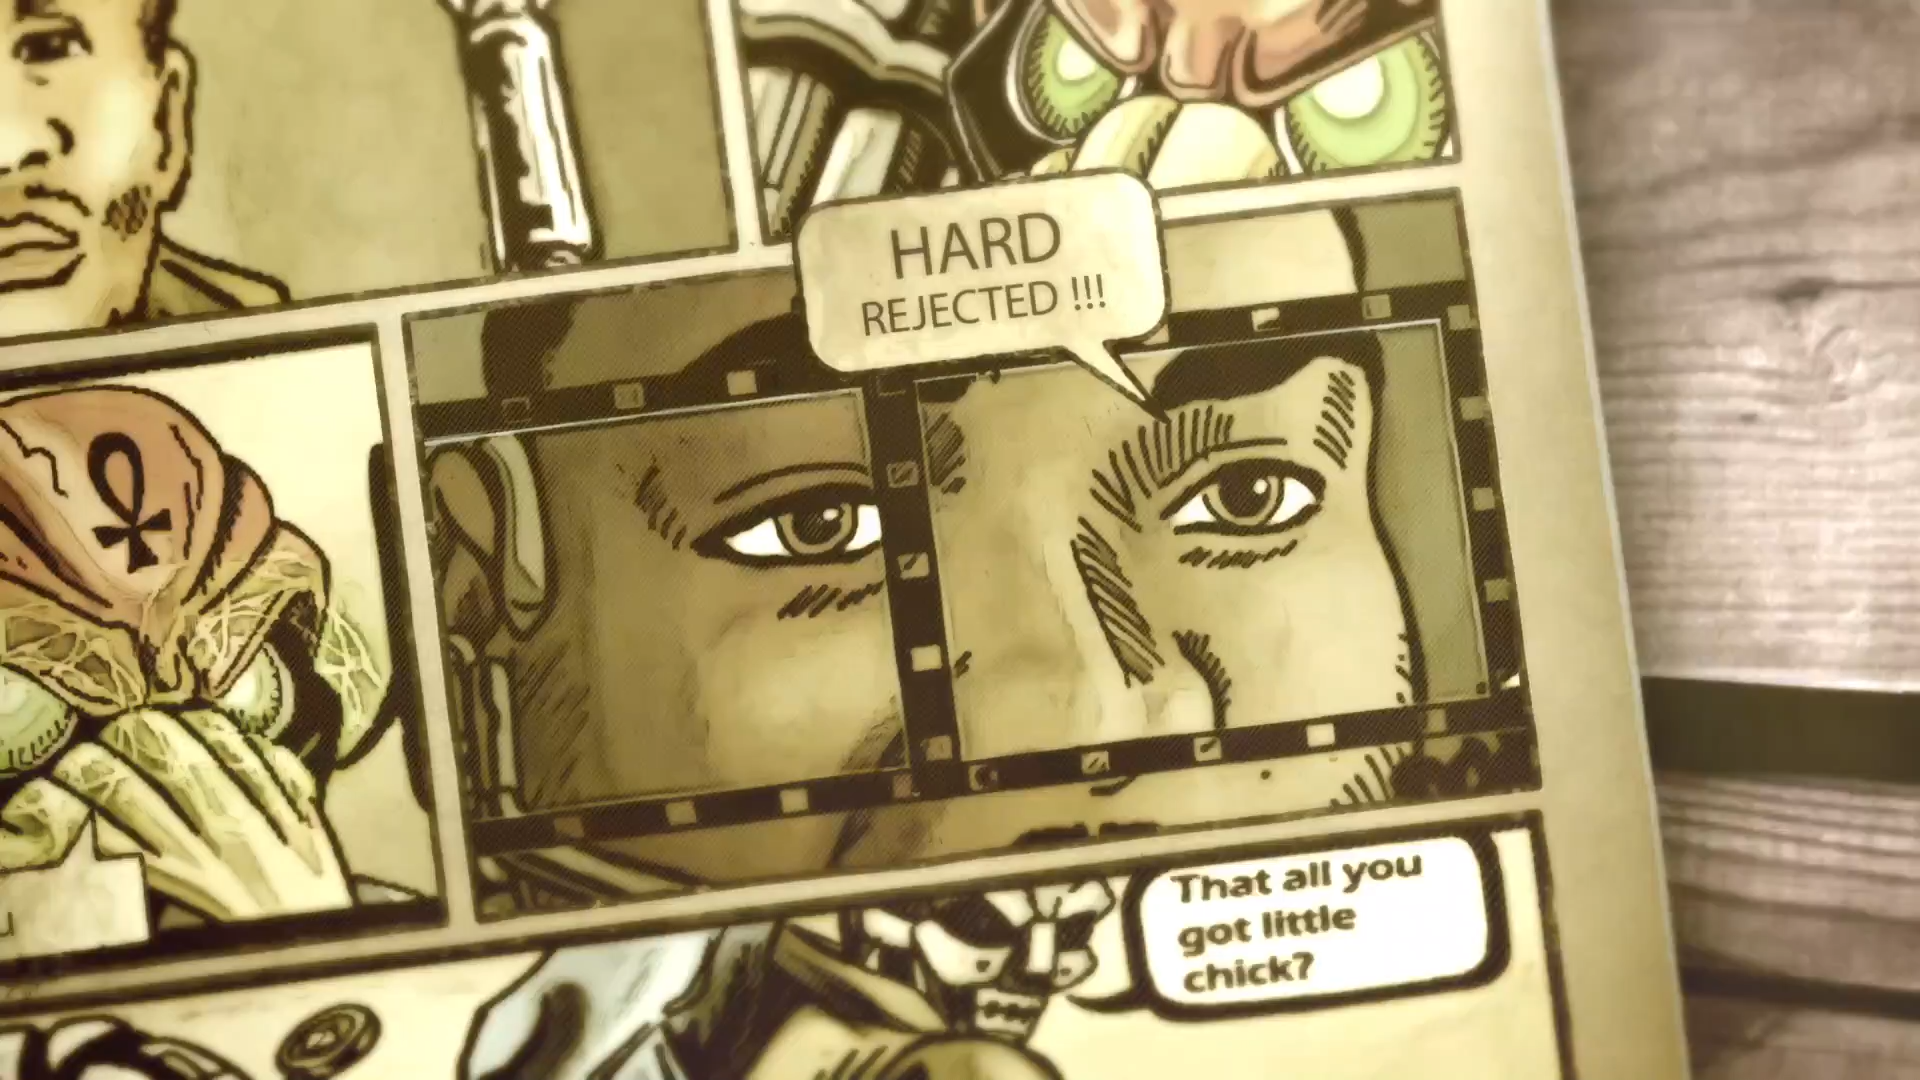 HARD
REJECTED !!!
That all you
got little
chick?